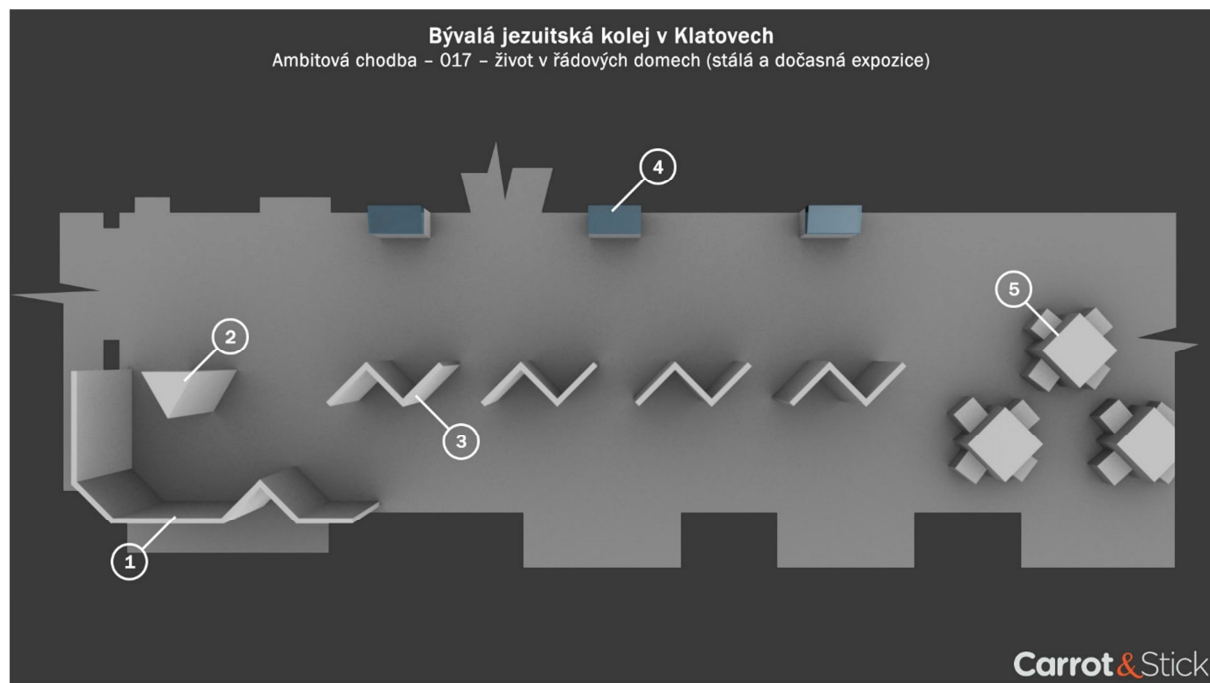 Bývalá jezuitská kolej v Klatovech
Ambitová chodba – 017 – život v řádových domech (stálá a dočasná expozice)
4
5
2
3
1
Carrot&Stick